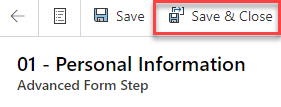 Save Save & Close
01 - Personal Information
Advanced Form Step